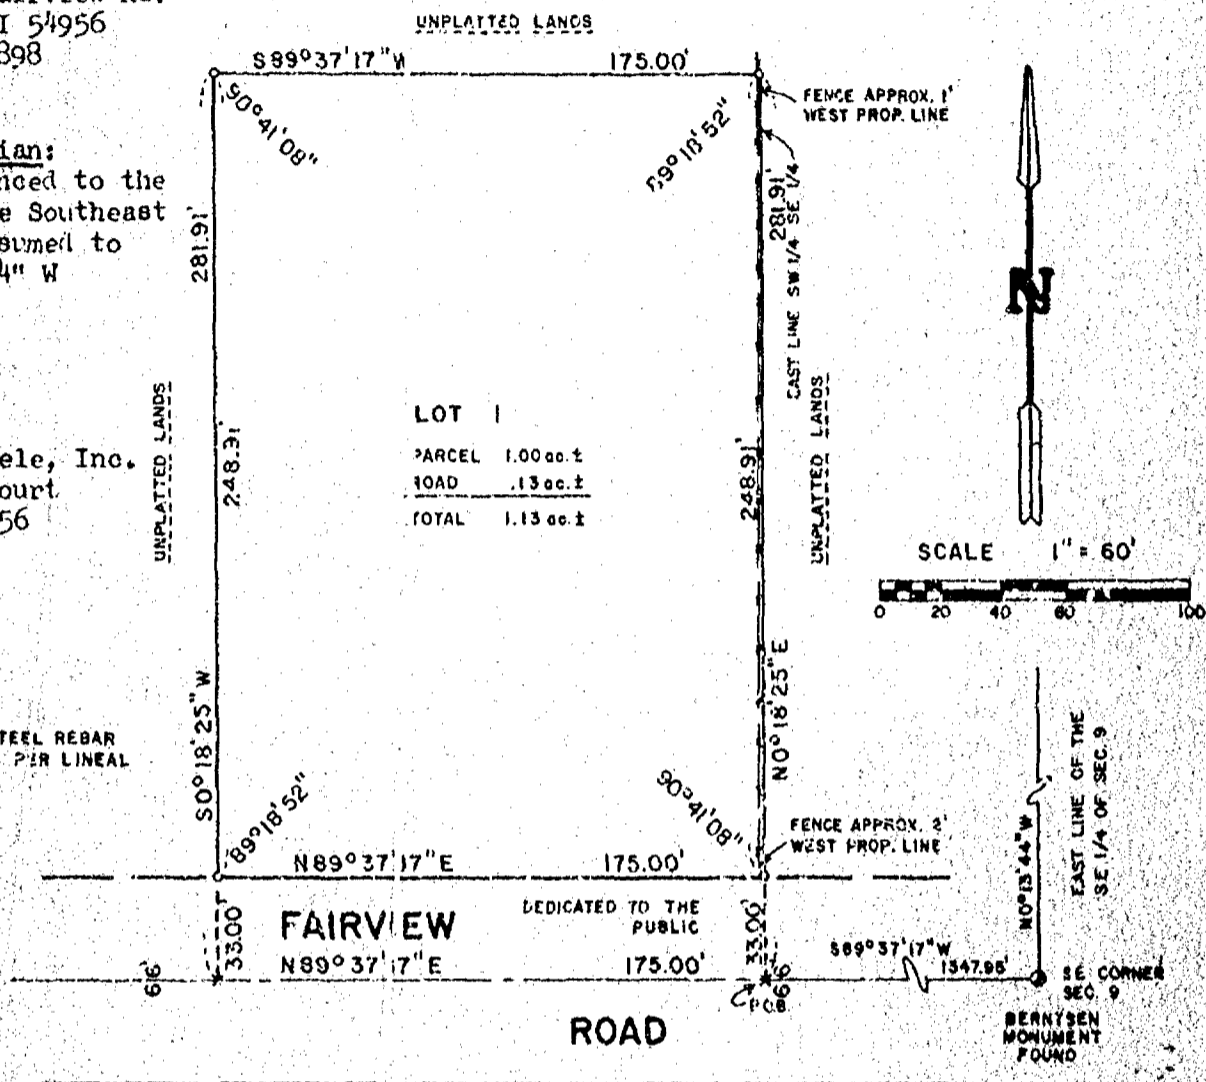 I 54956
898
ian:
nced to the
e Southeast
sumed to
4" W
ele, Inc.
ourt
56
TEEL REBAR
PER LINEAL
UNPLATTED LANDS
S89°37'17"W 175.00'
90°41'08"
89°18'52"
FENCE APPROX. 1'
WEST PROP. LINE
281.91'
281.91'
EAST LINE SW 1/4 SE 1/4
UNPLATTED LANDS
248.91'
LOT 1
PARCEL 1.00 ac.±
ROAD .13 ac.±
TOTAL 1.13 ac.±
248.91'
UNPLATTED LANDS
N
SCALE 1" = 60'
0 20 40 60 100
S0°18'25"W
N0°18'25"E
89°18'52"
90°41'08"
FENCE APPROX. 2'
WEST PROP. LINE
N89°37'17"E 175.00'
33.00'
FAIRVIEW
DEDICATED TO THE
PUBLIC
33.00'
N89°37'17"E 175.00'
66'
66'
P.O.B
ROAD
S89°37'17"W
1347.95'
N0°13'44"W
EAST LINE OF THE
SE 1/4 OF SEC. 9
SE CORNER
SEC. 9
BERNTSEN
MONUMENT
FOUND